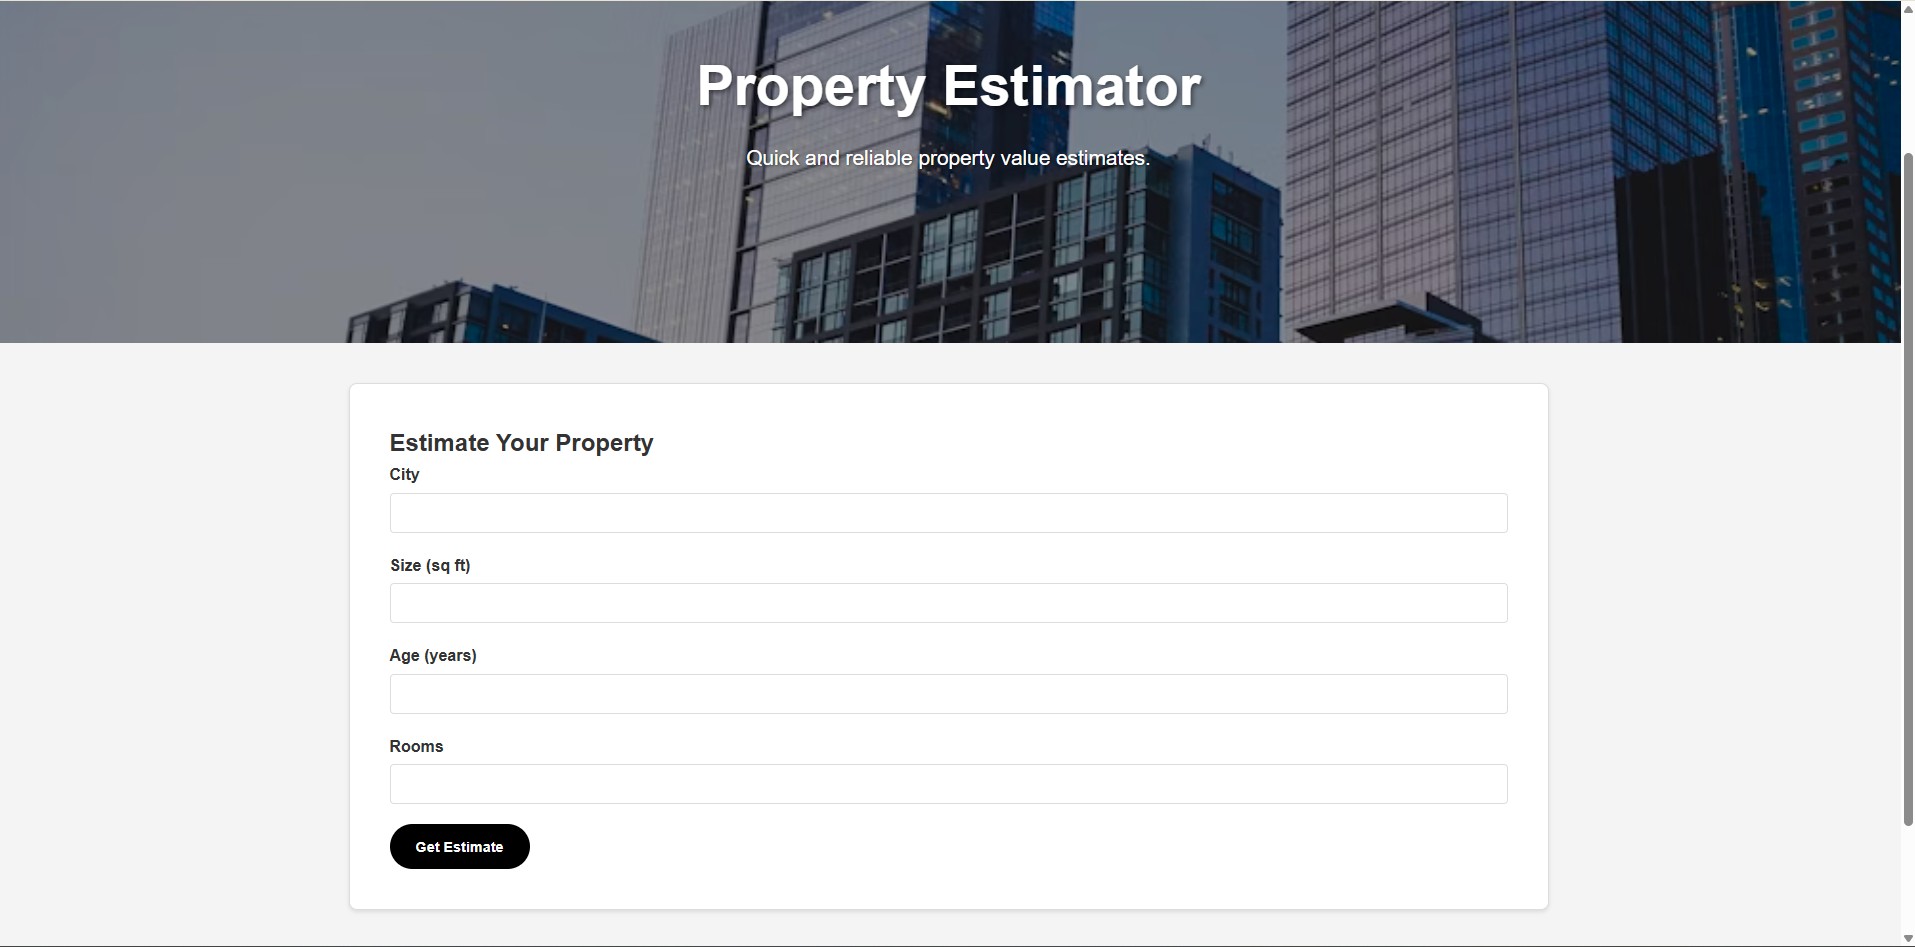 Property Estimator
Quick and reliable property value estimates.
Estimate Your Property
City
Size (sq ft)
Age (years)
Rooms
Get Estimate